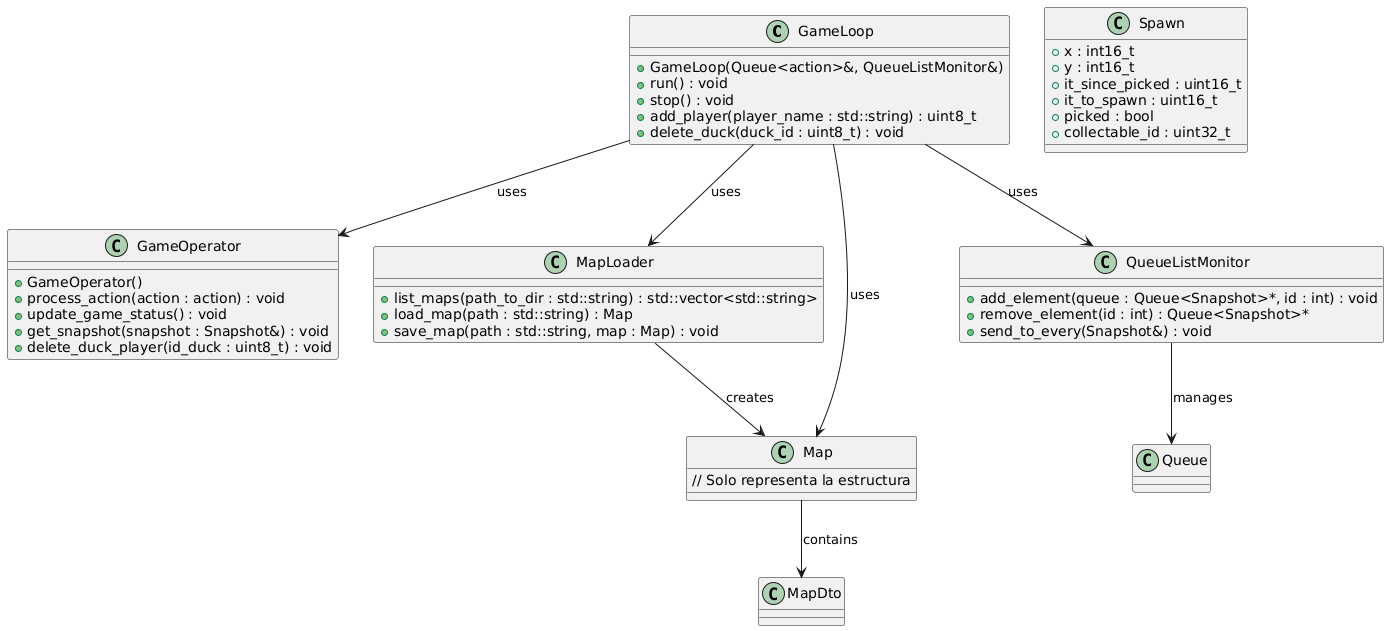 C GameLoop
GameLoop(Queue<action>&, QueueListMonitor&)
run() : void
stop() : void
add_player(player_name : std::string) : uint8_t
delete_duck(duck_id : uint8_t) : void
C Spawn
x : int16_t
y : int16_t
it_since_picked : uint16_t
it_to_spawn : uint16_t
picked : bool
collectable_id : uint32_t
uses
uses
uses
uses
C GameOperator
GameOperator()
process_action(action : action) : void
update_game_status() : void
get_snapshot(snapshot : Snapshot&) : void
delete_duck_player(id_duck : uint8_t) : void
C MapLoader
list_maps(path_to_dir : std::string) : std::vector<std::string>
load_map(path : std::string) : Map
save_map(path : std::string, map : Map) : void
C QueueListMonitor
add_element(queue : Queue<Snapshot>*, id : int) : void
remove_element(id : int) : Queue<Snapshot>*
send_to_every(Snapshot&) : void
creates
manages
C Map
// Solo representa la estructura
C Queue
contains
C MapDto